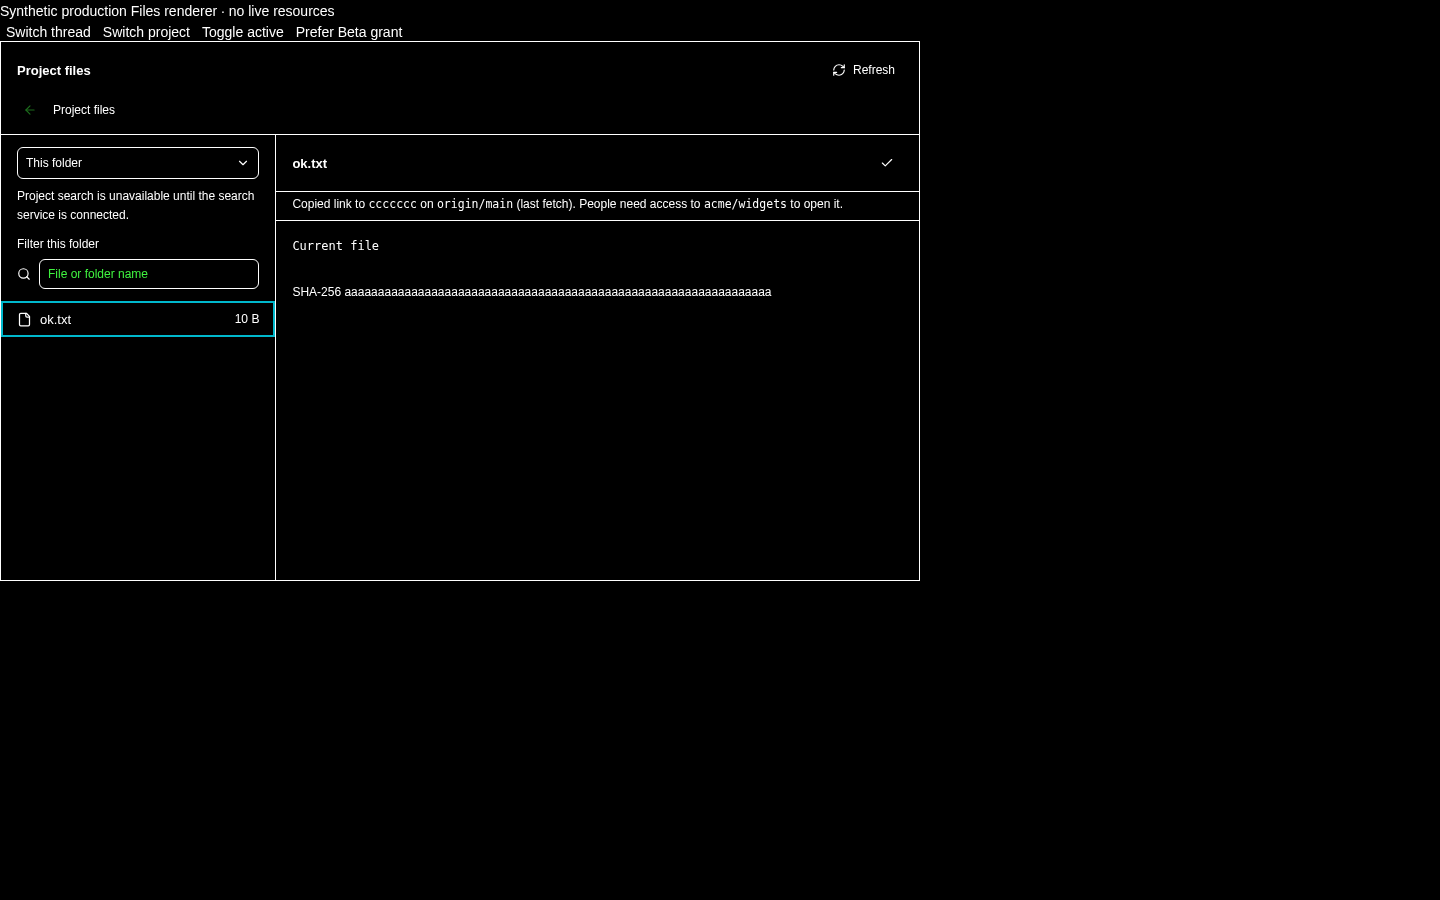 Synthetic production Files renderer · no live resources
Switch thread Switch project Toggle active Prefer Beta grant
Project files
Refresh
Project files
This folder
Project search is unavailable until the search
service is connected.
Filter this folder
File or folder name
ok.txt 10 B
ok.txt
Copied link to ccccccc on origin/main (last fetch). People need access to acme/widgets to open it.
Current file
SHA-256 aaaaaaaaaaaaaaaaaaaaaaaaaaaaaaaaaaaaaaaaaaaaaaaaaaaaaaaaaaaaaaaa